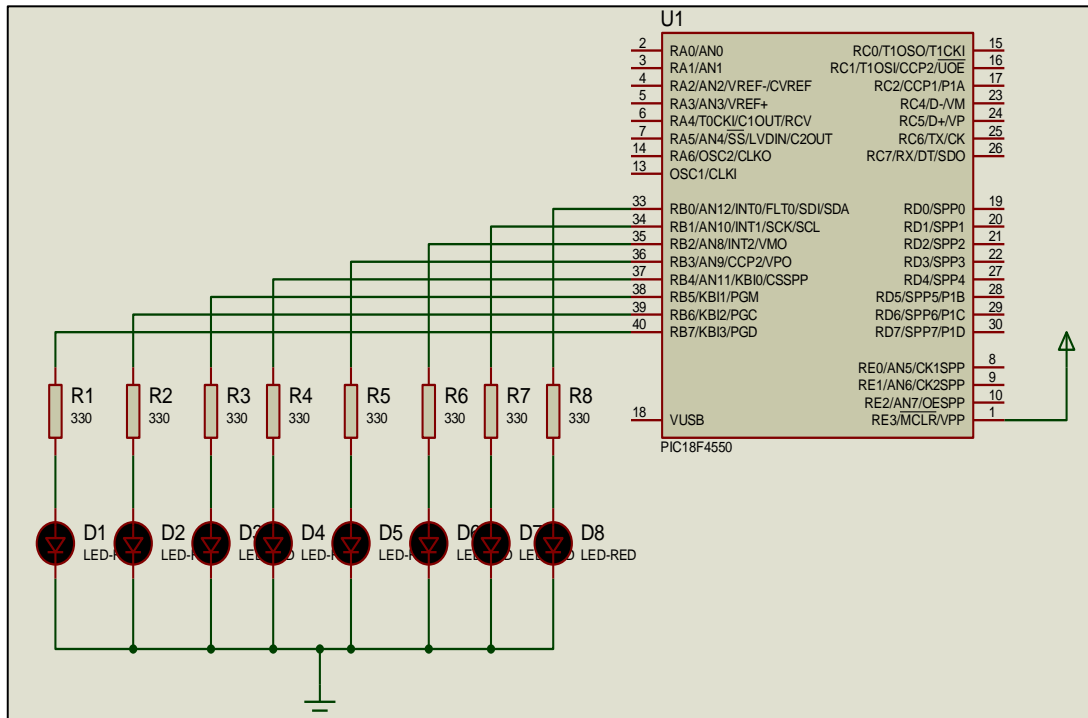 U1
2 RA0/AN0
3 RA1/AN1
4 RA2/AN2/VREF-/CVREF
5 RA3/AN3/VREF+
6 RA4/T0CKI/C1OUT/RCV
7 RA5/AN4/SS/LVDIN/C2OUT
14 RA6/OSC2/CLKO
13 OSC1/CLKI
33 RB0/AN12/INT0/FLT0/SDI/SDA
34 RB1/AN10/INT1/SCK/SCL
35 RB2/AN8/INT2/VMO
36 RB3/AN9/CCP2/VPO
37 RB4/AN11/KBI0/CSSPP
38 RB5/KBI1/PGM
39 RB6/KBI2/PGC
40 RB7/KBI3/PGD
18 VUSB
RC0/T1OSO/T1CKI 15
RC1/T1OSI/CCP2/UOE 16
RC2/CCP1/P1A 17
RC4/D-/VM 23
RC5/D+/VP 24
RC6/TX/CK 25
RC7/RX/DT/SDO 26
RD0/SPP0 19
RD1/SPP1 20
RD2/SPP2 21
RD3/SPP3 22
RD4/SPP4 27
RD5/SPP5/P1B 28
RD6/SPP6/P1C 29
RD7/SPP7/P1D 30
RE0/AN5/CK1SPP 8
RE1/AN6/CK2SPP 9
RE2/AN7/OESPP 10
RE3/MCLR/VPP 1
PIC18F4550
R1 R2 R3 R4 R5 R6 R7 R8
330 330 330 330 330 330 330 330
D1 D2 D3 D4 D5 D6 D7 D8
LED-RED